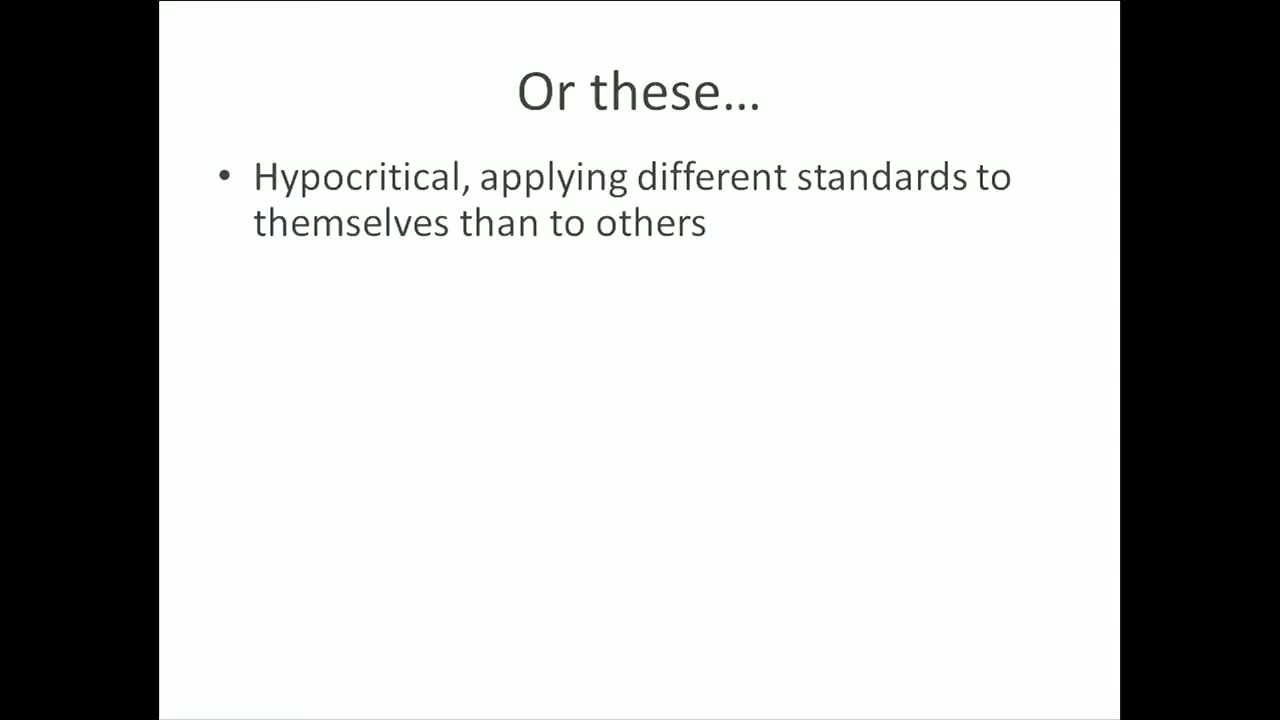 Or these...
• Hypocritical, applying different standards to
themselves than to others